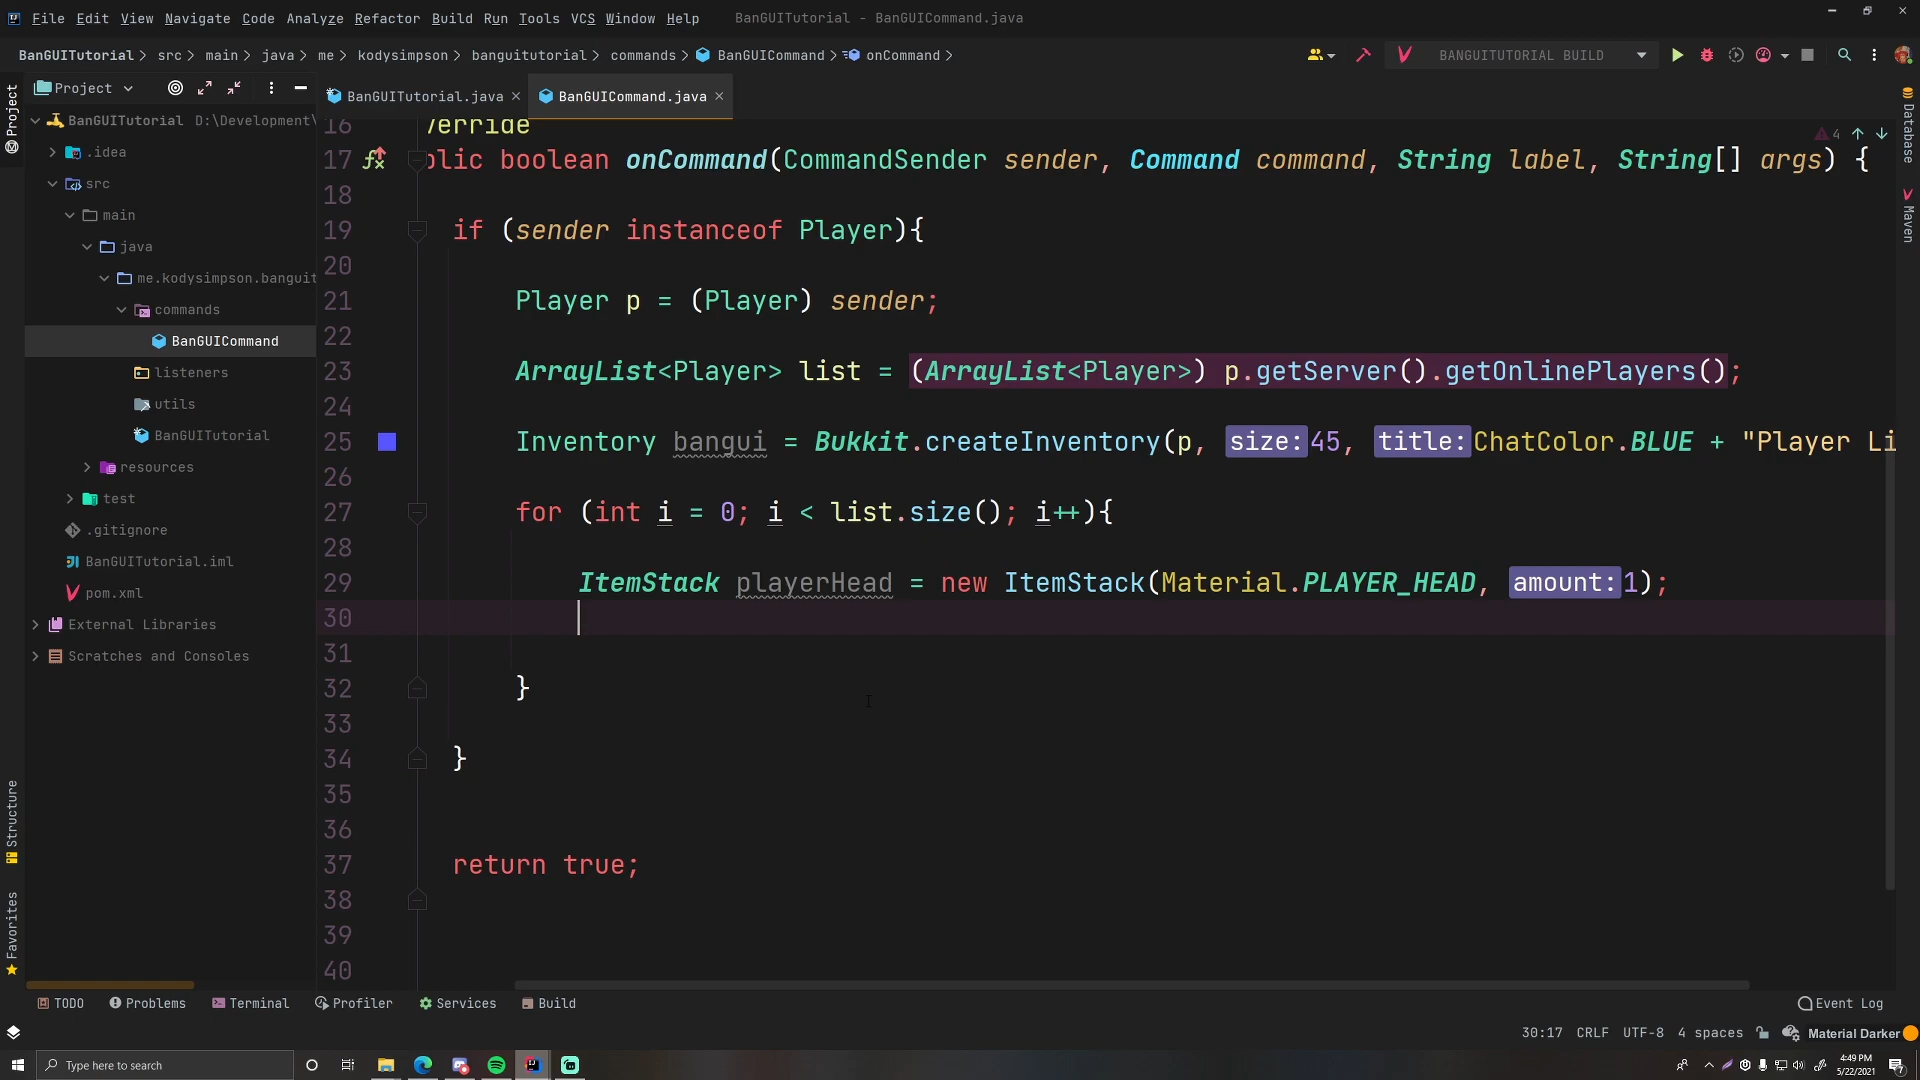 File Edit View Navigate Code Analyze Refactor Build Run Tools VCS Window Help BanGUITutorial - BanGUICommand.java
BanGUITutorial > src > main > java > me > kodysimpson > banguitutorial > commands > BanGUICommand > onCommand >
BANGUITUTORIAL BUILD
Project
BanGUITutorial.java
BanGUICommand.java
Project
Structure
Favorites
Database
Maven
BanGUITutorial D:\Development\
.idea
src
main
java
me.kodysimpson.banguit
commands
BanGUICommand
listeners
utils
BanGUITutorial
resources
test
.gitignore
BanGUITutorial.iml
pom.xml
External Libraries
Scratches and Consoles
4
16 verride
17 blic boolean onCommand(CommandSender sender, Command command, String label, String[] args) {
18
19 if (sender instanceof Player){
20
21 Player p = (Player) sender;
22
23 ArrayList<Player> list = (ArrayList<Player>) p.getServer().getOnlinePlayers();
24
25 Inventory bangui = Bukkit.createInventory(p, size: 45, title: ChatColor.BLUE + "Player Li
26
27 for (int i = 0; i < list.size(); i++){
28
29 ItemStack playerHead = new ItemStack(Material.PLAYER_HEAD, amount: 1);
30
31
32 }
33
34 }
35
36
37 return true;
38
39
40
TODO Problems Terminal Profiler Services Build Event Log
30:17 CRLF UTF-8 4 spaces Material Darker
Type here to search
4:49 PM
5/22/2021
7